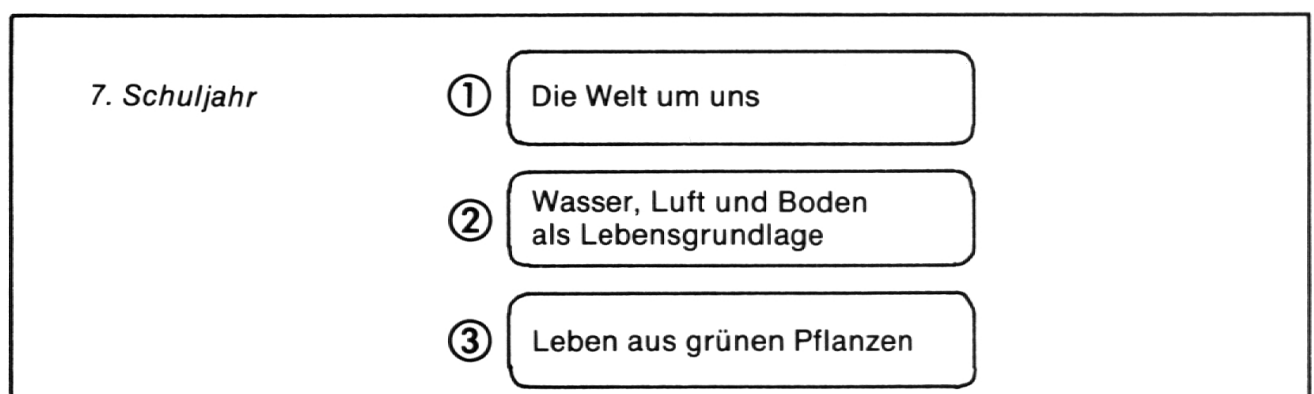 7. Schuljahr ① Die Welt um uns
② Wasser, Luft und Boden
als Lebensgrundlage
③ Leben aus grünen Pflanzen